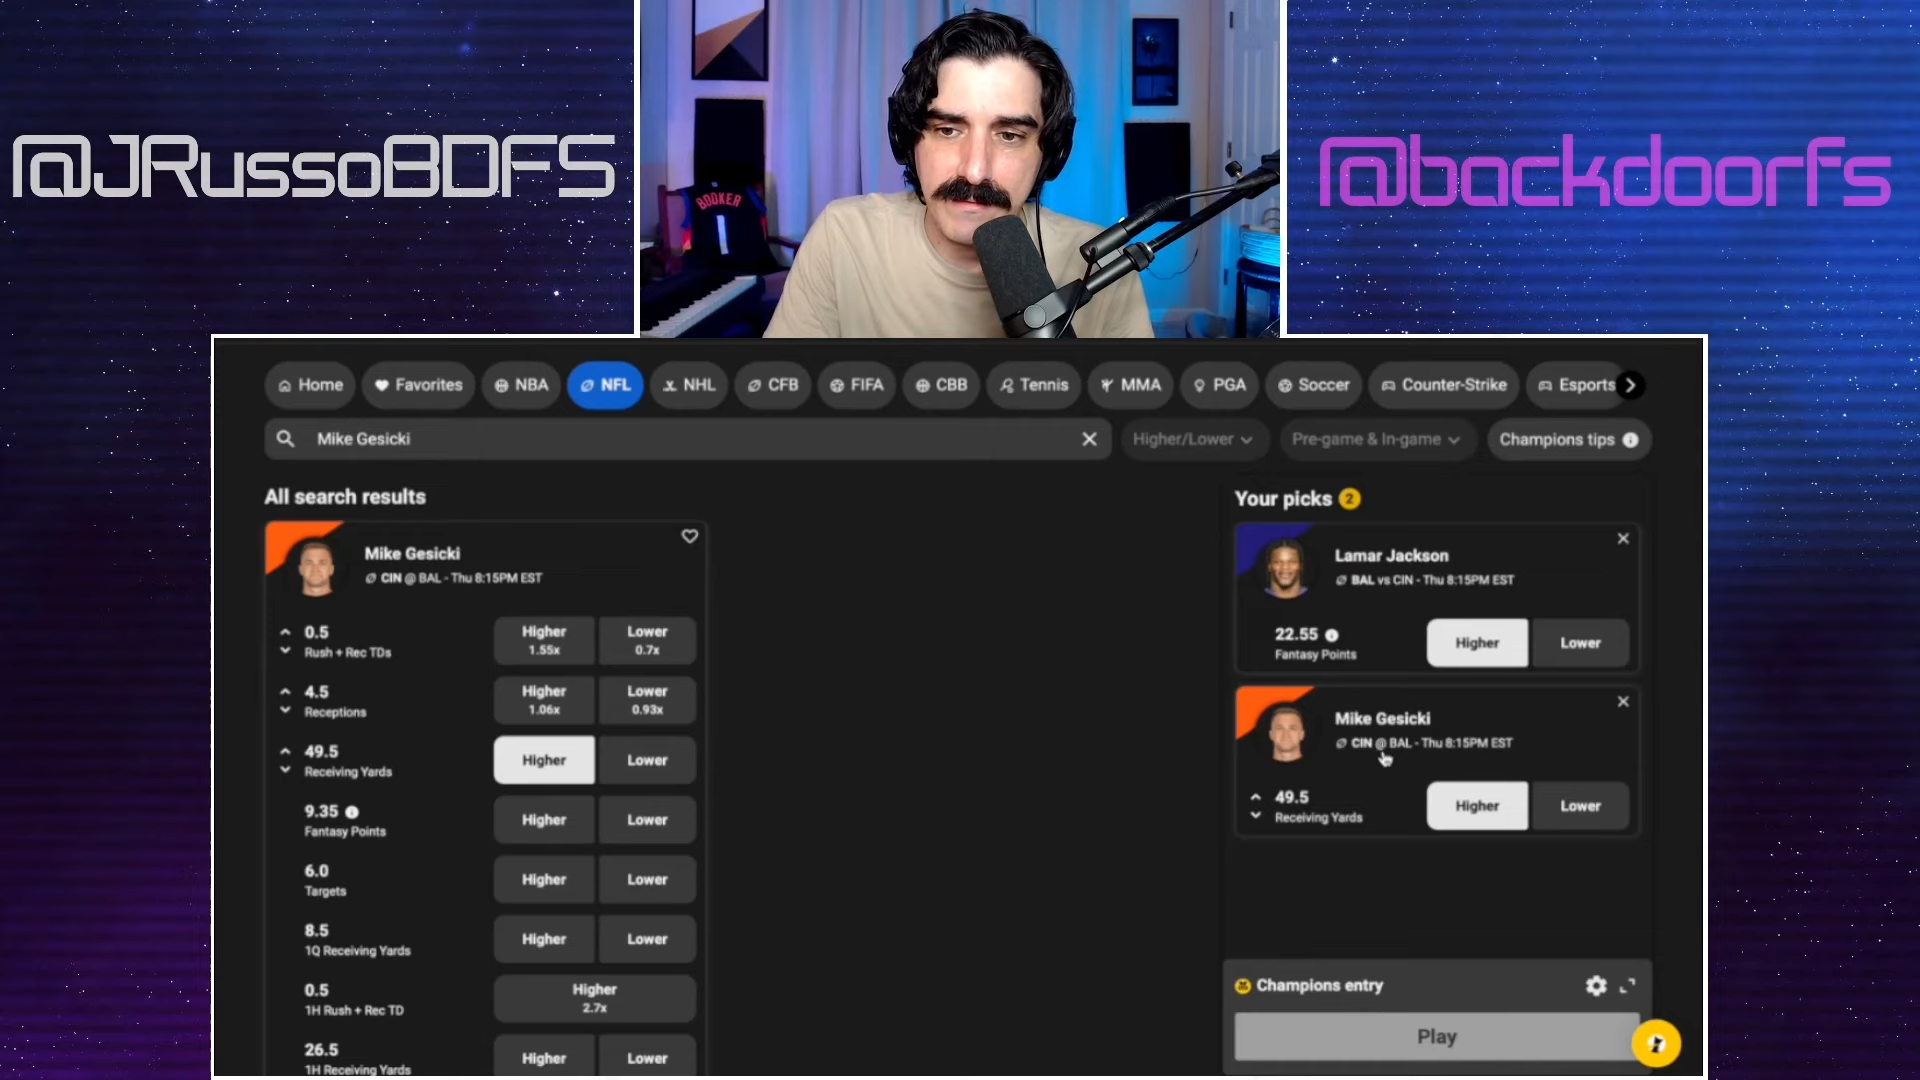 @JRussoBDFS
BOOKER
1
@backdoorfs
Home
Favorites
NBA
NFL
NHL
CFB
FIFA
CBB
Tennis
MMA
PGA
Soccer
Counter-Strike
Esports
Mike Gesicki
Higher/Lower
Pre-game & In-game
Champions tips
All search results
Mike Gesicki
CIN @ BAL - Thu 8:15PM EST
0.5
Rush + Rec TDs
Higher
1.55x
Lower
0.7x
4.5
Receptions
Higher
1.06x
Lower
0.93x
49.5
Receiving Yards
Higher
Lower
9.35
Fantasy Points
Higher
Lower
6.0
Targets
Higher
Lower
8.5
1Q Receiving Yards
Higher
Lower
0.5
1H Rush + Rec TD
Higher
2.7x
26.5
1H Receiving Yards
Higher
Lower
Your picks 2
Lamar Jackson
BAL vs CIN - Thu 8:15PM EST
22.55
Fantasy Points
Higher
Lower
Mike Gesicki
CIN @ BAL - Thu 8:15PM EST
49.5
Receiving Yards
Higher
Lower
Champions entry
Play